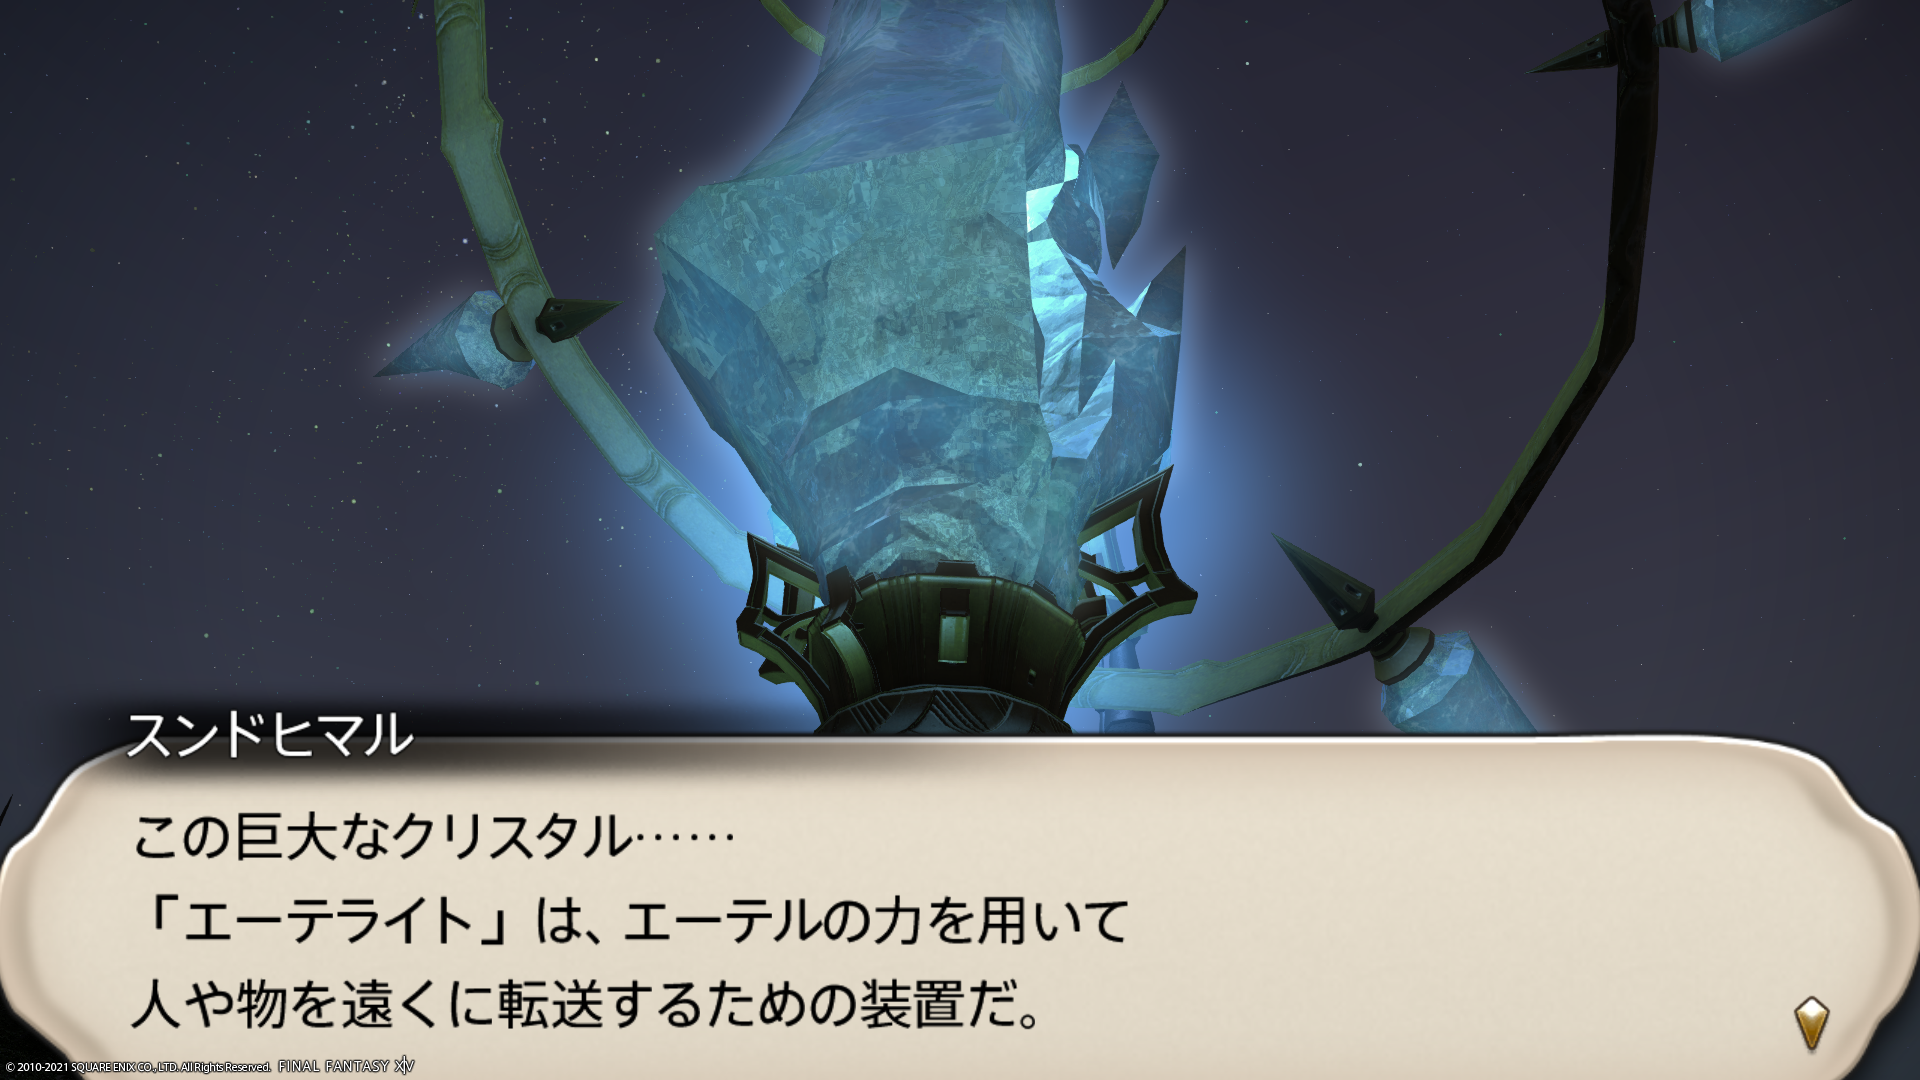 スンドヒマル
この巨大なクリスタル……
「エーテライト」は、エーテルの力を用いて
人や物を遠くに転送するための装置だ。
© 2010-2021 SQUARE ENIX CO., LTD. All Rights Reserved. FINAL FANTASY XIV